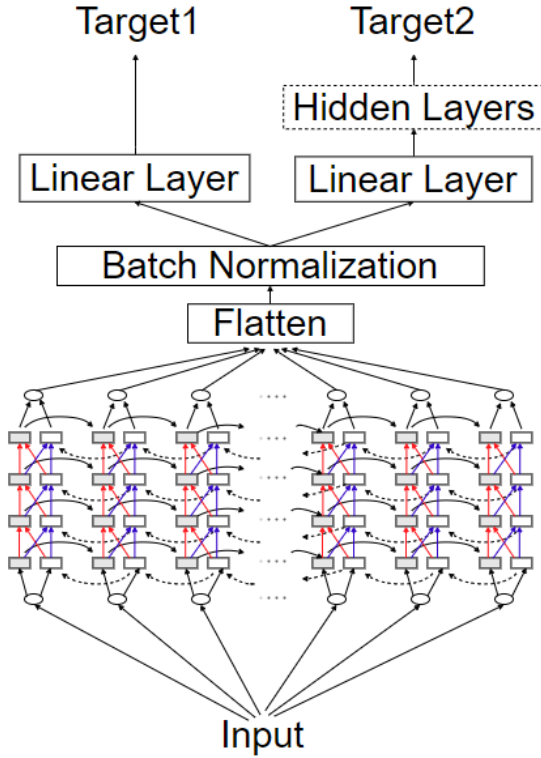 Target1 Target2
Hidden Layers
Linear Layer Linear Layer
Batch Normalization
Flatten
Input